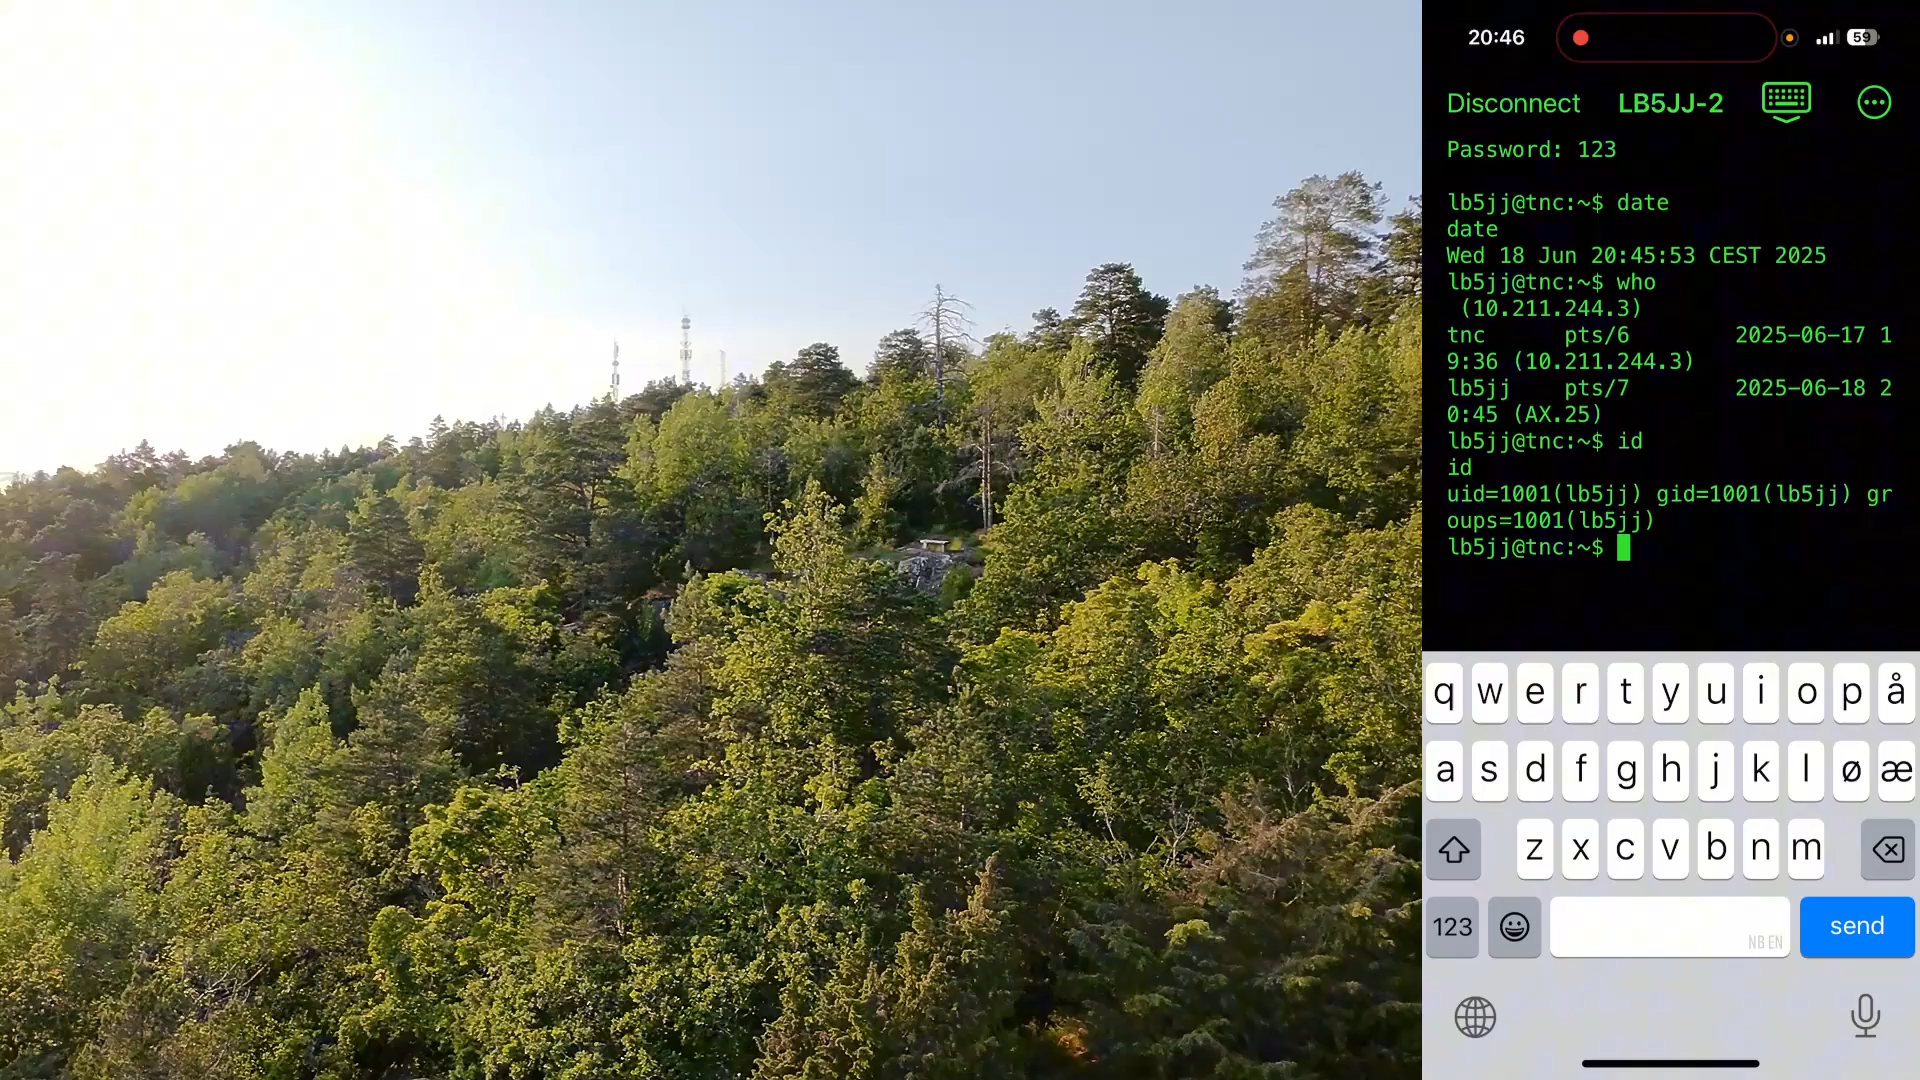 20:46
59
Disconnect LB5JJ-2
Password: 123
lb5jj@tnc:~$ date
date
Wed 18 Jun 20:45:53 CEST 2025
lb5jj@tnc:~$ who
(10.211.244.3)
tnc pts/6 2025-06-17 1
9:36 (10.211.244.3)
lb5jj pts/7 2025-06-18 2
0:45 (AX.25)
lb5jj@tnc:~$ id
id
uid=1001(lb5jj) gid=1001(lb5jj) gr
oups=1001(lb5jj)
lb5jj@tnc:~$
q w e r t y u i o p å
a s d f g h j k l ø æ
z x c v b n m
123 NB EN send